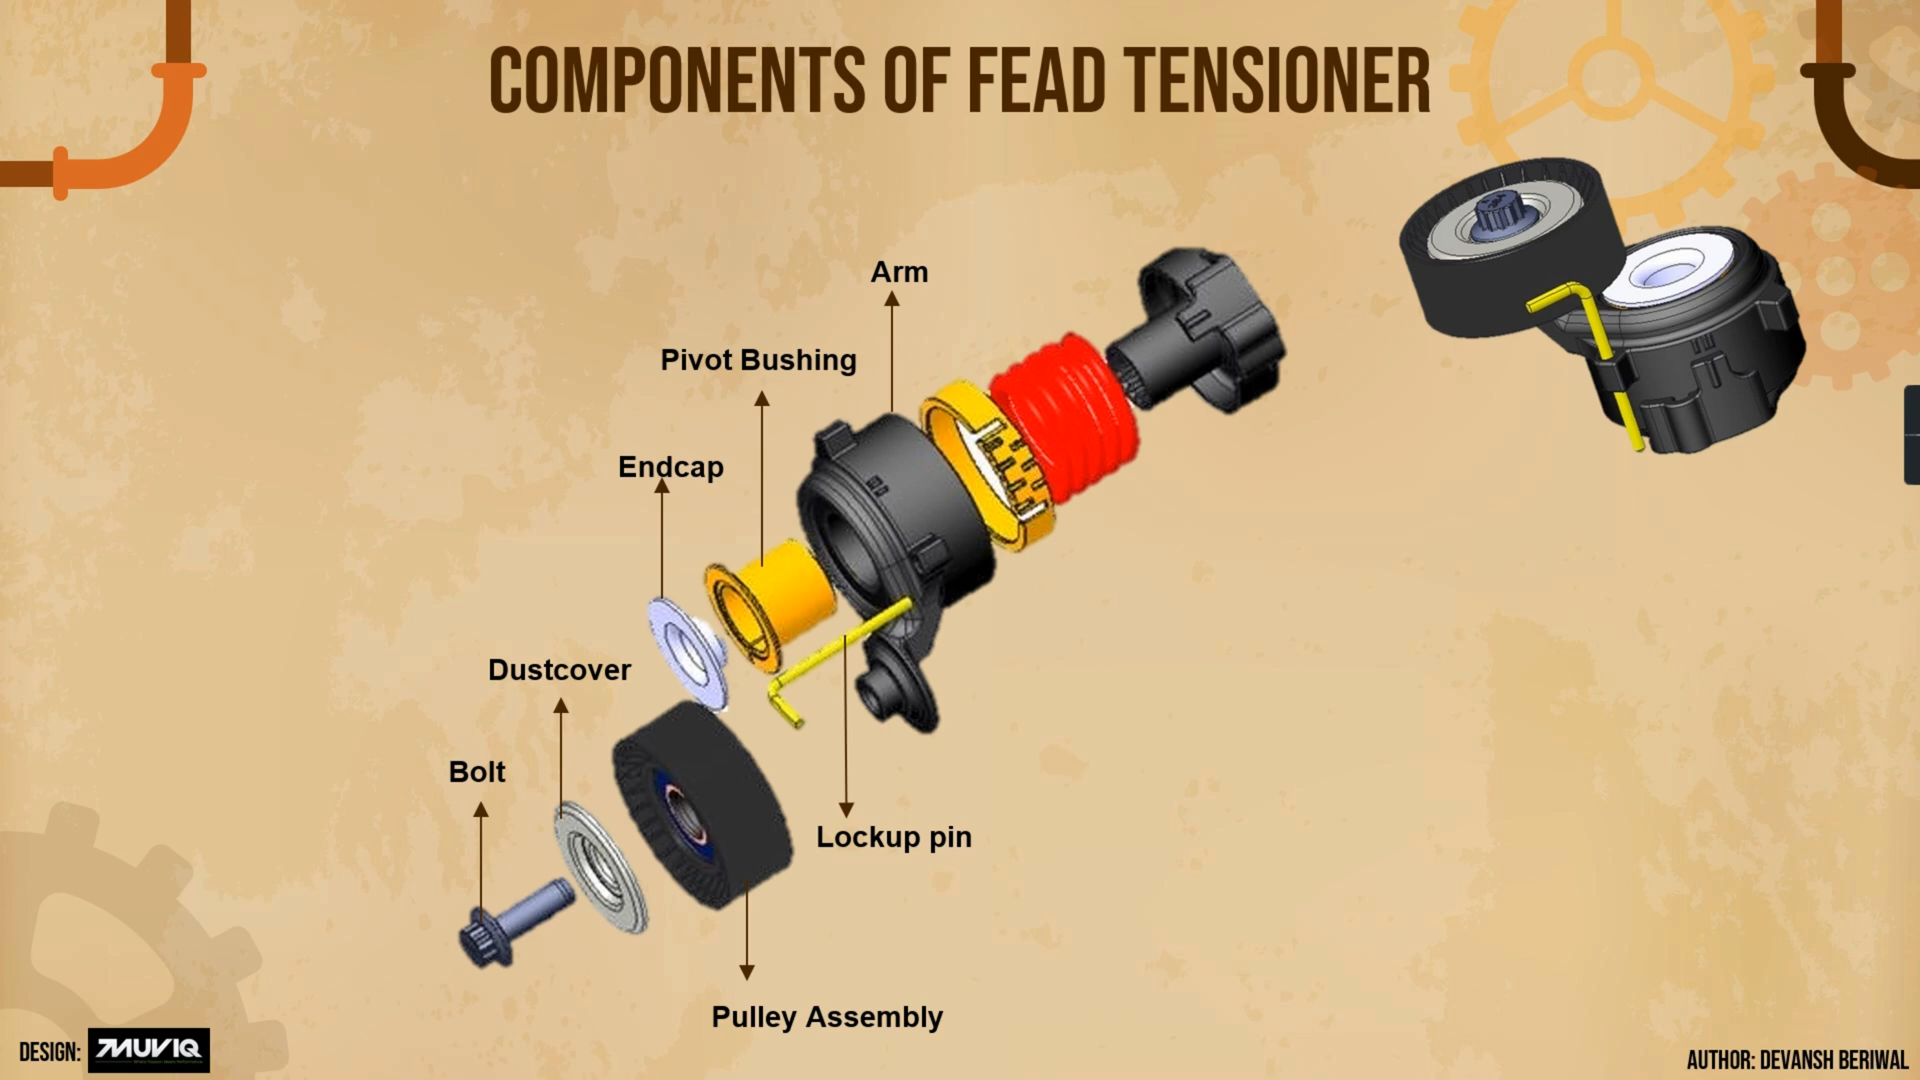 COMPONENTS OF FEAD TENSIONER
Arm
Pivot Bushing
Endcap
Dustcover
Bolt
Lockup pin
Pulley Assembly
DESIGN: MUVIQ
AUTHOR: DEVANSH BERIWAL